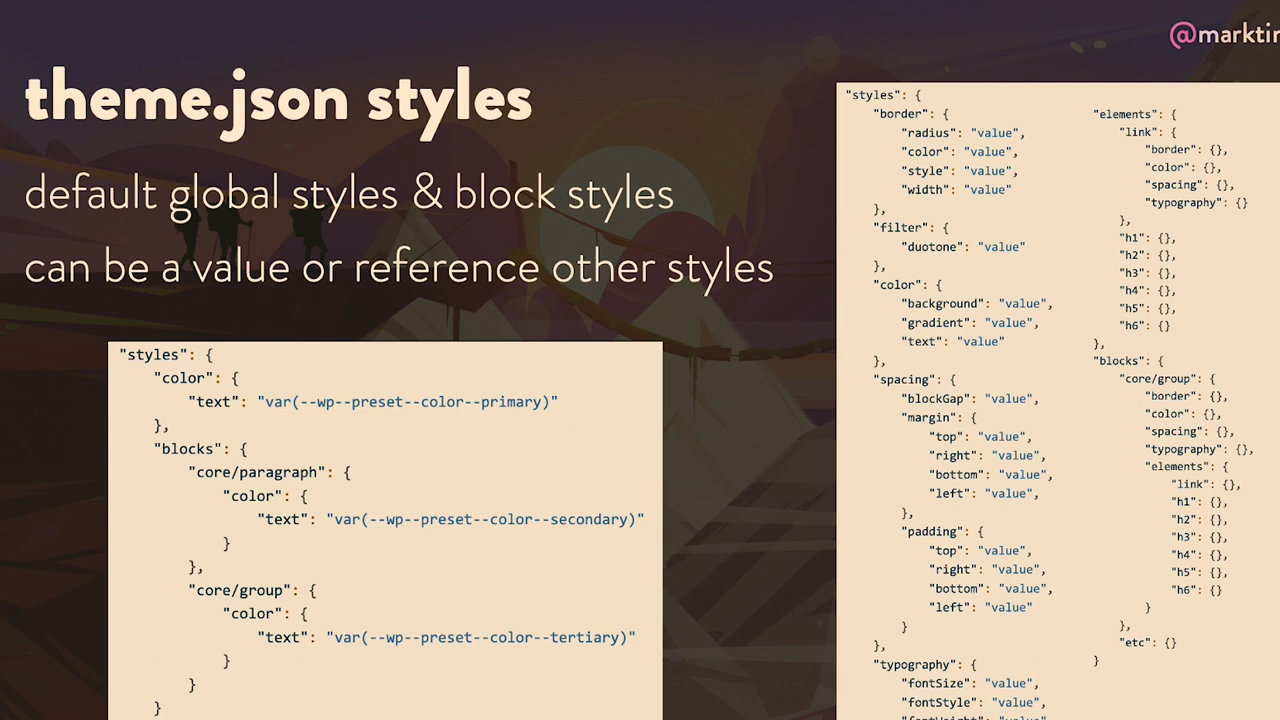 @marktim
theme.json styles
default global styles & block styles
can be a value or reference other styles
"styles": {
"color": {
"text": "var(--wp--preset--color--primary)"
},
"blocks": {
"core/paragraph": {
"color": {
"text": "var(--wp--preset--color--secondary)"
}
},
"core/group": {
"color": {
"text": "var(--wp--preset--color--tertiary)"
}
}
}
"styles": {
"border": {
"radius": "value",
"color": "value",
"style": "value",
"width": "value"
},
"filter": {
"duotone": "value"
},
"color": {
"background": "value",
"gradient": "value",
"text": "value"
},
"spacing": {
"blockGap": "value",
"margin": {
"top": "value",
"right": "value",
"bottom": "value",
"left": "value",
},
"padding": {
"top": "value",
"right": "value",
"bottom": "value",
"left": "value"
}
},
"typography": {
"fontSize": "value",
"fontStyle": "value",
"elements": {
"link": {
"border": {},
"color": {},
"spacing": {},
"typography": {}
},
"h1": {},
"h2": {},
"h3": {},
"h4": {},
"h5": {},
"h6": {}
},
"blocks": {
"core/group": {
"border": {},
"color": {},
"spacing": {},
"typography": {},
"elements": {
"link": {},
"h1": {},
"h2": {},
"h3": {},
"h4": {},
"h5": {},
"h6": {}
}
},
"etc": {}
}